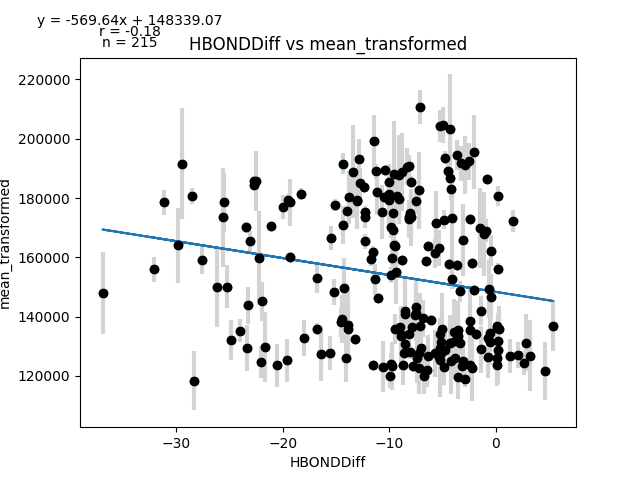 y = -569.64x + 148339.07
r = -0.18
n = 215
HBONDDiff vs mean_transformed
220000
200000
180000
160000
140000
120000
mean_transformed
−30
−20
−10
0
HBONDDiff